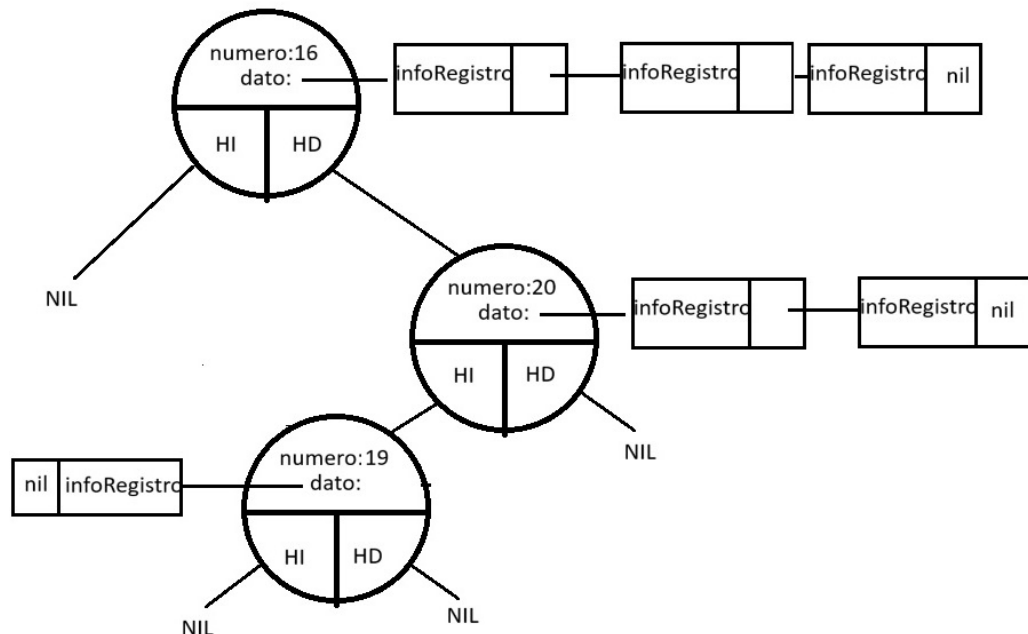 numero:16
dato:
infoRegistro
infoRegistro
infoRegistro
nil
HI
HD
NIL
numero:20
dato:
infoRegistro
infoRegistro
nil
HI
HD
NIL
numero:19
dato:
nil
infoRegistro
HI
HD
NIL
NIL